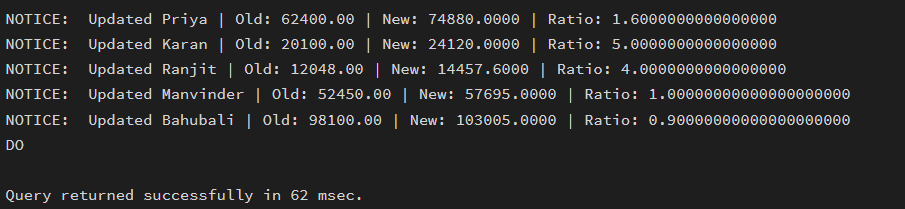 NOTICE:  Updated Priya | Old: 62400.00 | New: 74880.0000 | Ratio: 1.6000000000000000
NOTICE:  Updated Karan | Old: 20100.00 | New: 24120.0000 | Ratio: 5.0000000000000000
NOTICE:  Updated Ranjit | Old: 12048.00 | New: 14457.6000 | Ratio: 4.0000000000000000
NOTICE:  Updated Manvinder | Old: 52450.00 | New: 57695.0000 | Ratio: 1.00000000000000000000
NOTICE:  Updated Bahubali | Old: 98100.00 | New: 103005.0000 | Ratio: 0.90000000000000000000
DO
Query returned successfully in 62 msec.